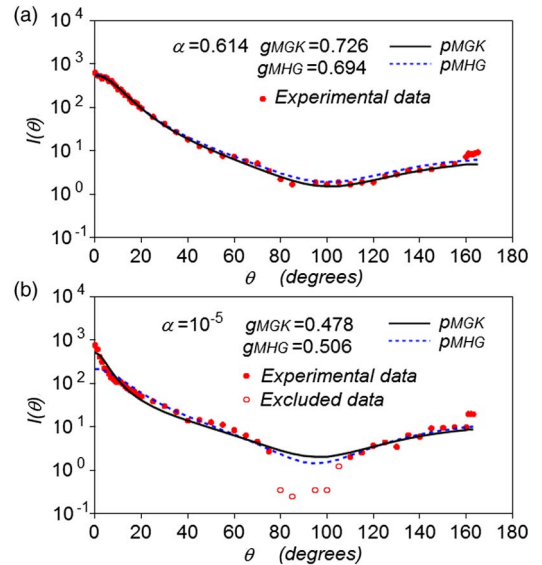 (a)
α=0.614 gMGK=0.726
gMHG=0.694
pMGK
pMHG
Experimental data
I(θ)
10^4
10^3
10^2
10^1
10^0
10^-1
0 20 40 60 80 100 120 140 160 180
θ (degrees)
(b)
α=10^-5 gMGK=0.478
gMHG=0.506
pMGK
pMHG
Experimental data
Excluded data
I(θ)
10^4
10^3
10^2
10^1
10^0
10^-1
0 20 40 60 80 100 120 140 160 180
θ (degrees)